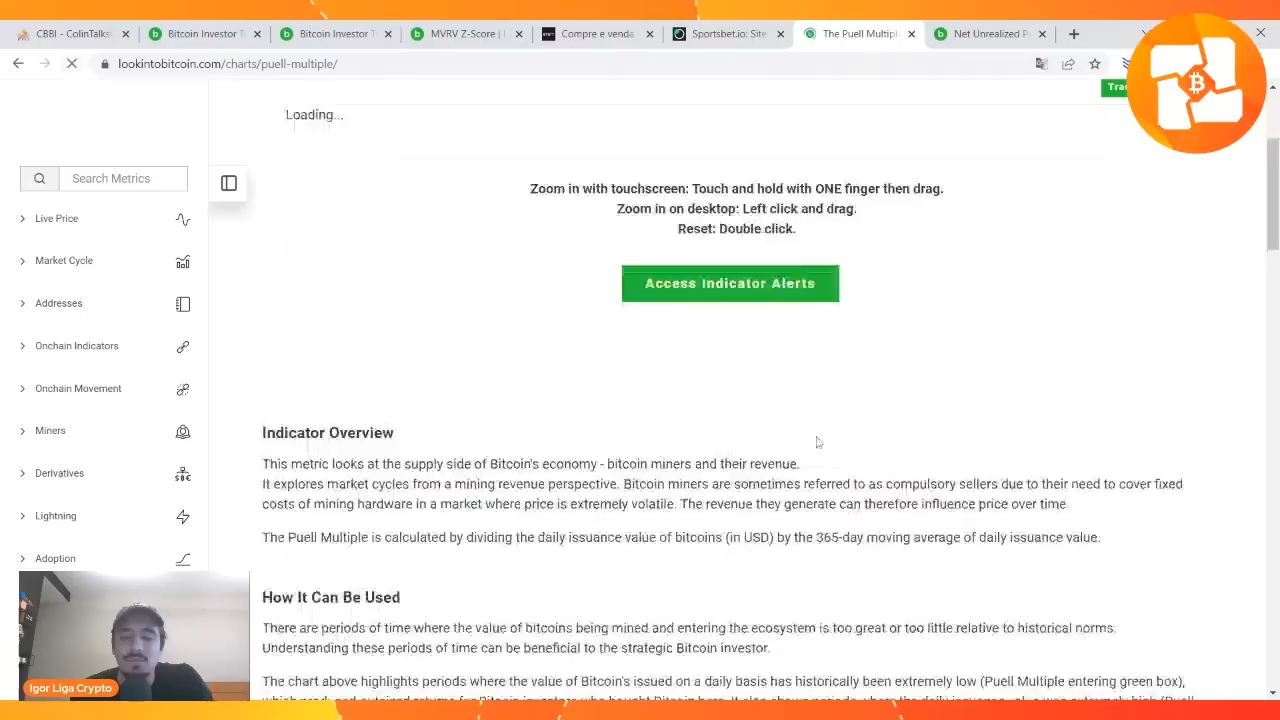 CBBI - ColinTalks
Bitcoin Investor T
Bitcoin Investor T
MVRV Z-Score |
Compre e venda
Sportsbet.io: Site
The Puell Multipl
Net Unrealized P
lookintobitcoin.com/charts/puell-multiple/
Loading...
Search Metrics
Live Price
Market Cycle
Addresses
Onchain Indicators
Onchain Movement
Miners
Derivatives
Lightning
Adoption
Zoom in with touchscreen: Touch and hold with ONE finger then drag.
Zoom in on desktop: Left click and drag.
Reset: Double click.
Access Indicator Alerts
Indicator Overview
This metric looks at the supply side of Bitcoin's economy - bitcoin miners and their revenue.
It explores market cycles from a mining revenue perspective. Bitcoin miners are sometimes referred to as compulsory sellers due to their need to cover fixed
costs of mining hardware in a market where price is extremely volatile. The revenue they generate can therefore influence price over time
The Puell Multiple is calculated by dividing the daily issuance value of bitcoins (in USD) by the 365-day moving average of daily issuance value.
How It Can Be Used
There are periods of time where the value of bitcoins being mined and entering the ecosystem is too great or too little relative to historical norms.
Understanding these periods of time can be beneficial to the strategic Bitcoin investor.
The chart above highlights periods where the value of Bitcoin's issued on a daily basis has historically been extremely low (Puell Multiple entering green box),
Igor Liga Crypto